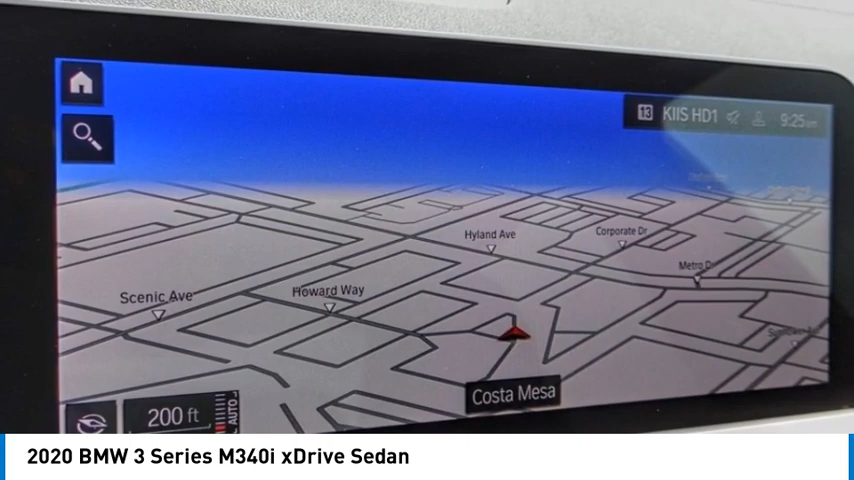 13 KIIS HD1 9:25am
Hyland Ave
Corporate Dr
Metro Dr
Scenic Ave
Howard Way
Costa Mesa
200 ft
AUTO
2020 BMW 3 Series M340i xDrive Sedan